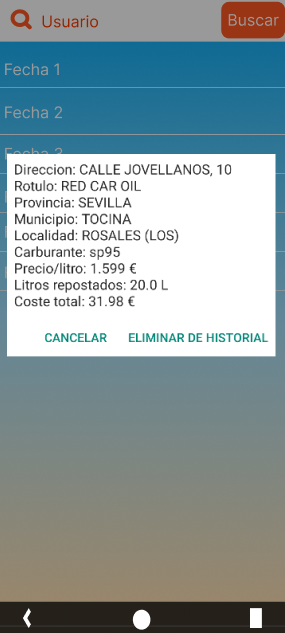 Usuario
Buscar
Fecha 1
Fecha 2
Fecha 3
Direccion: CALLE JOVELLANOS, 10
Rotulo: RED CAR OIL
Provincia: SEVILLA
Municipio: TOCINA
Localidad: ROSALES (LOS)
Carburante: sp95
Precio/litro: 1.599 €
Litros repostados: 20.0 L
Coste total: 31.98 €
CANCELAR
ELIMINAR DE HISTORIAL